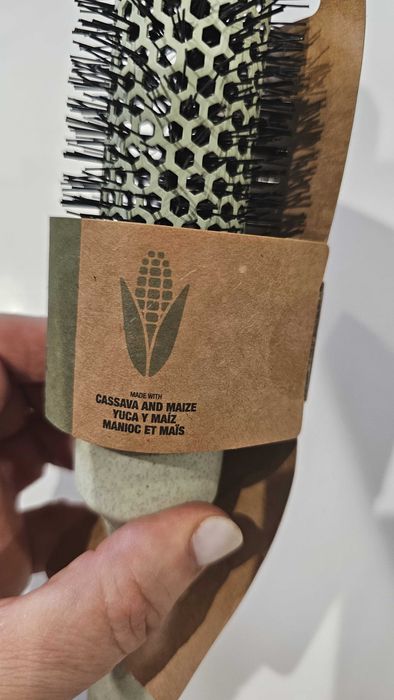 MADE WITH
CASSAVA AND MAIZE
YUCA Y MAÍZ
MANIOC ET MAÏS